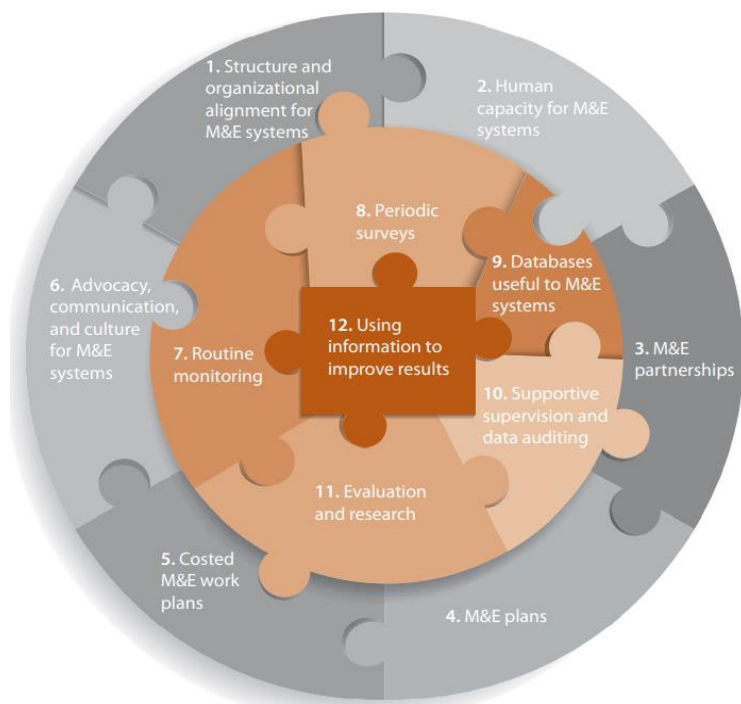 1. Structure and
organizational
alignment for
M&E systems
2. Human
capacity for M&E
systems
3. M&E
partnerships
4. M&E plans
5. Costed
M&E work
plans
6. Advocacy,
communication,
and culture
for M&E
systems
7. Routine
monitoring
8. Periodic
surveys
9. Databases
useful to M&E
systems
10. Supportive
supervision and
data auditing
11. Evaluation
and research
12. Using
information to
improve results